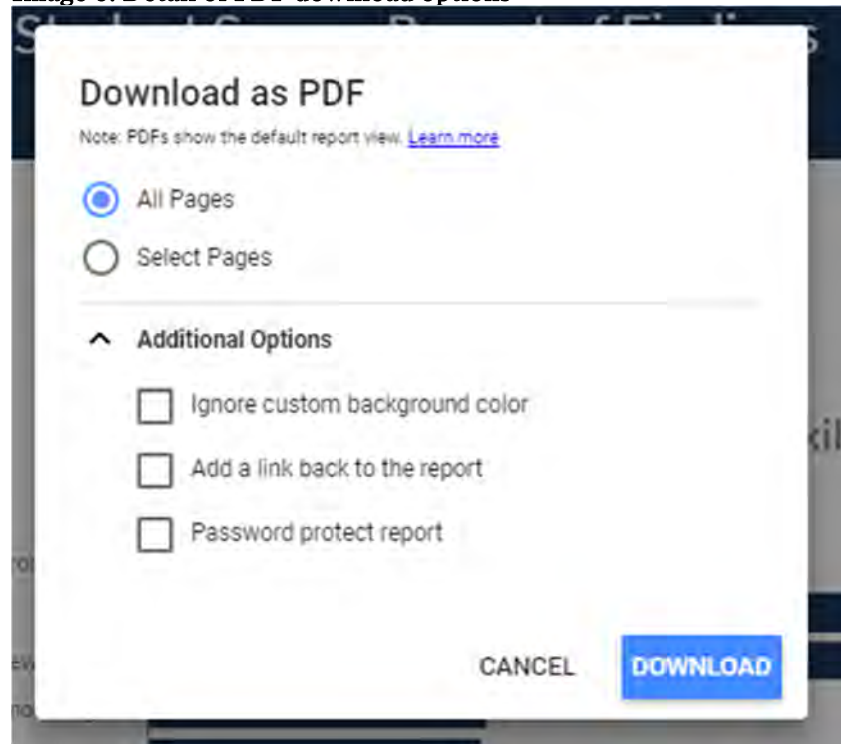 Download as PDF
Note: PDFs show the default report view. Learn more
All Pages
Select Pages
Additional Options
Ignore custom background color
Add a link back to the report
Password protect report
CANCEL DOWNLOAD